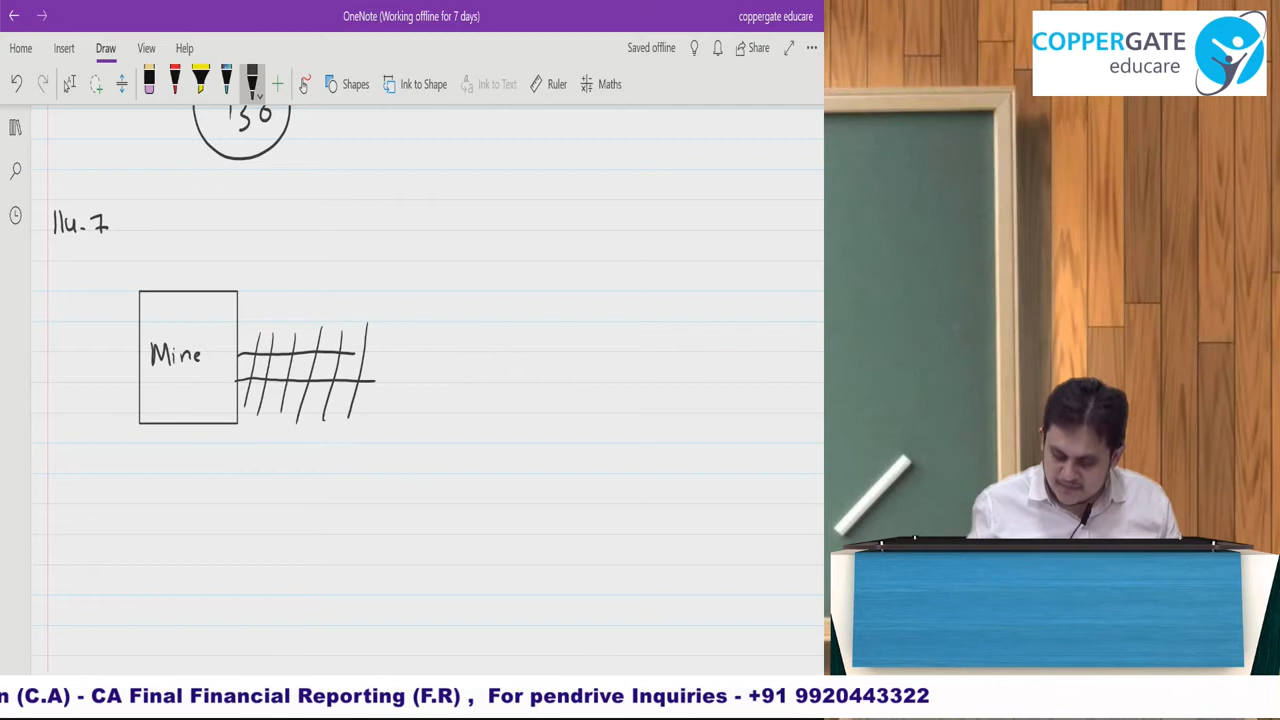 OneNote (Working offline for 7 days)
coppergate educare
Home Insert Draw View Help
Saved offline
Share
Shapes
Ink to Shape
Ink to Text
Ruler
Maths
COPPERGATE
educare
130
Illu. 7
Mine
n (C.A) - CA Final Financial Reporting (F.R) , For pendrive Inquiries - +91 9920443322